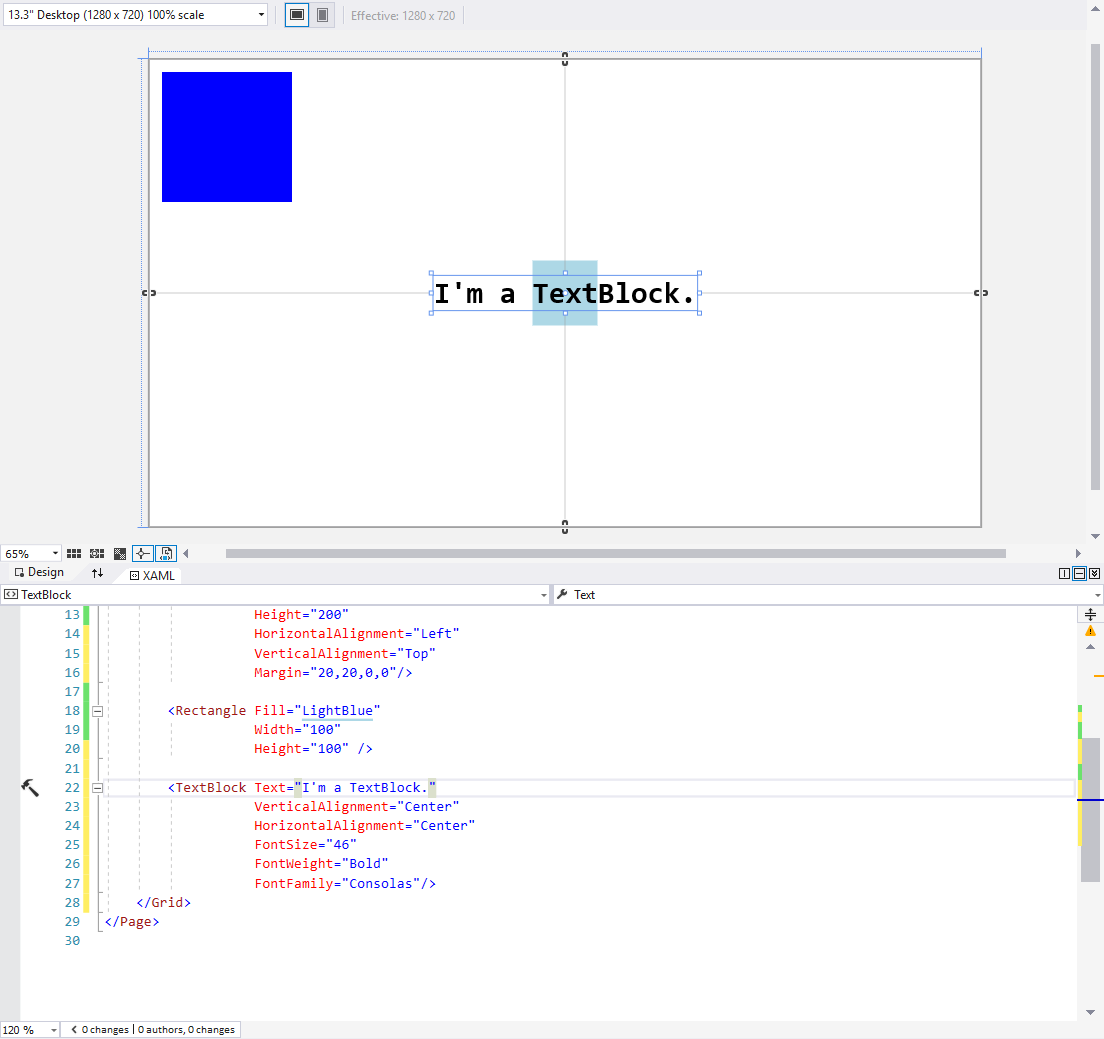 13.3" Desktop (1280 x 720) 100% scale
Effective: 1280 x 720
I'm a TextBlock.
65%
Design
XAML
TextBlock
Text
13 Height="200"
14 HorizontalAlignment="Left"
15 VerticalAlignment="Top"
16 Margin="20,20,0,0"/>
17
18 <Rectangle Fill="LightBlue"
19 Width="100"
20 Height="100" />
21
22 <TextBlock Text="I'm a TextBlock."
23 VerticalAlignment="Center"
24 HorizontalAlignment="Center"
25 FontSize="46"
26 FontWeight="Bold"
27 FontFamily="Consolas"/>
28 </Grid>
29 </Page>
30
120 %
0 changes | 0 authors, 0 changes